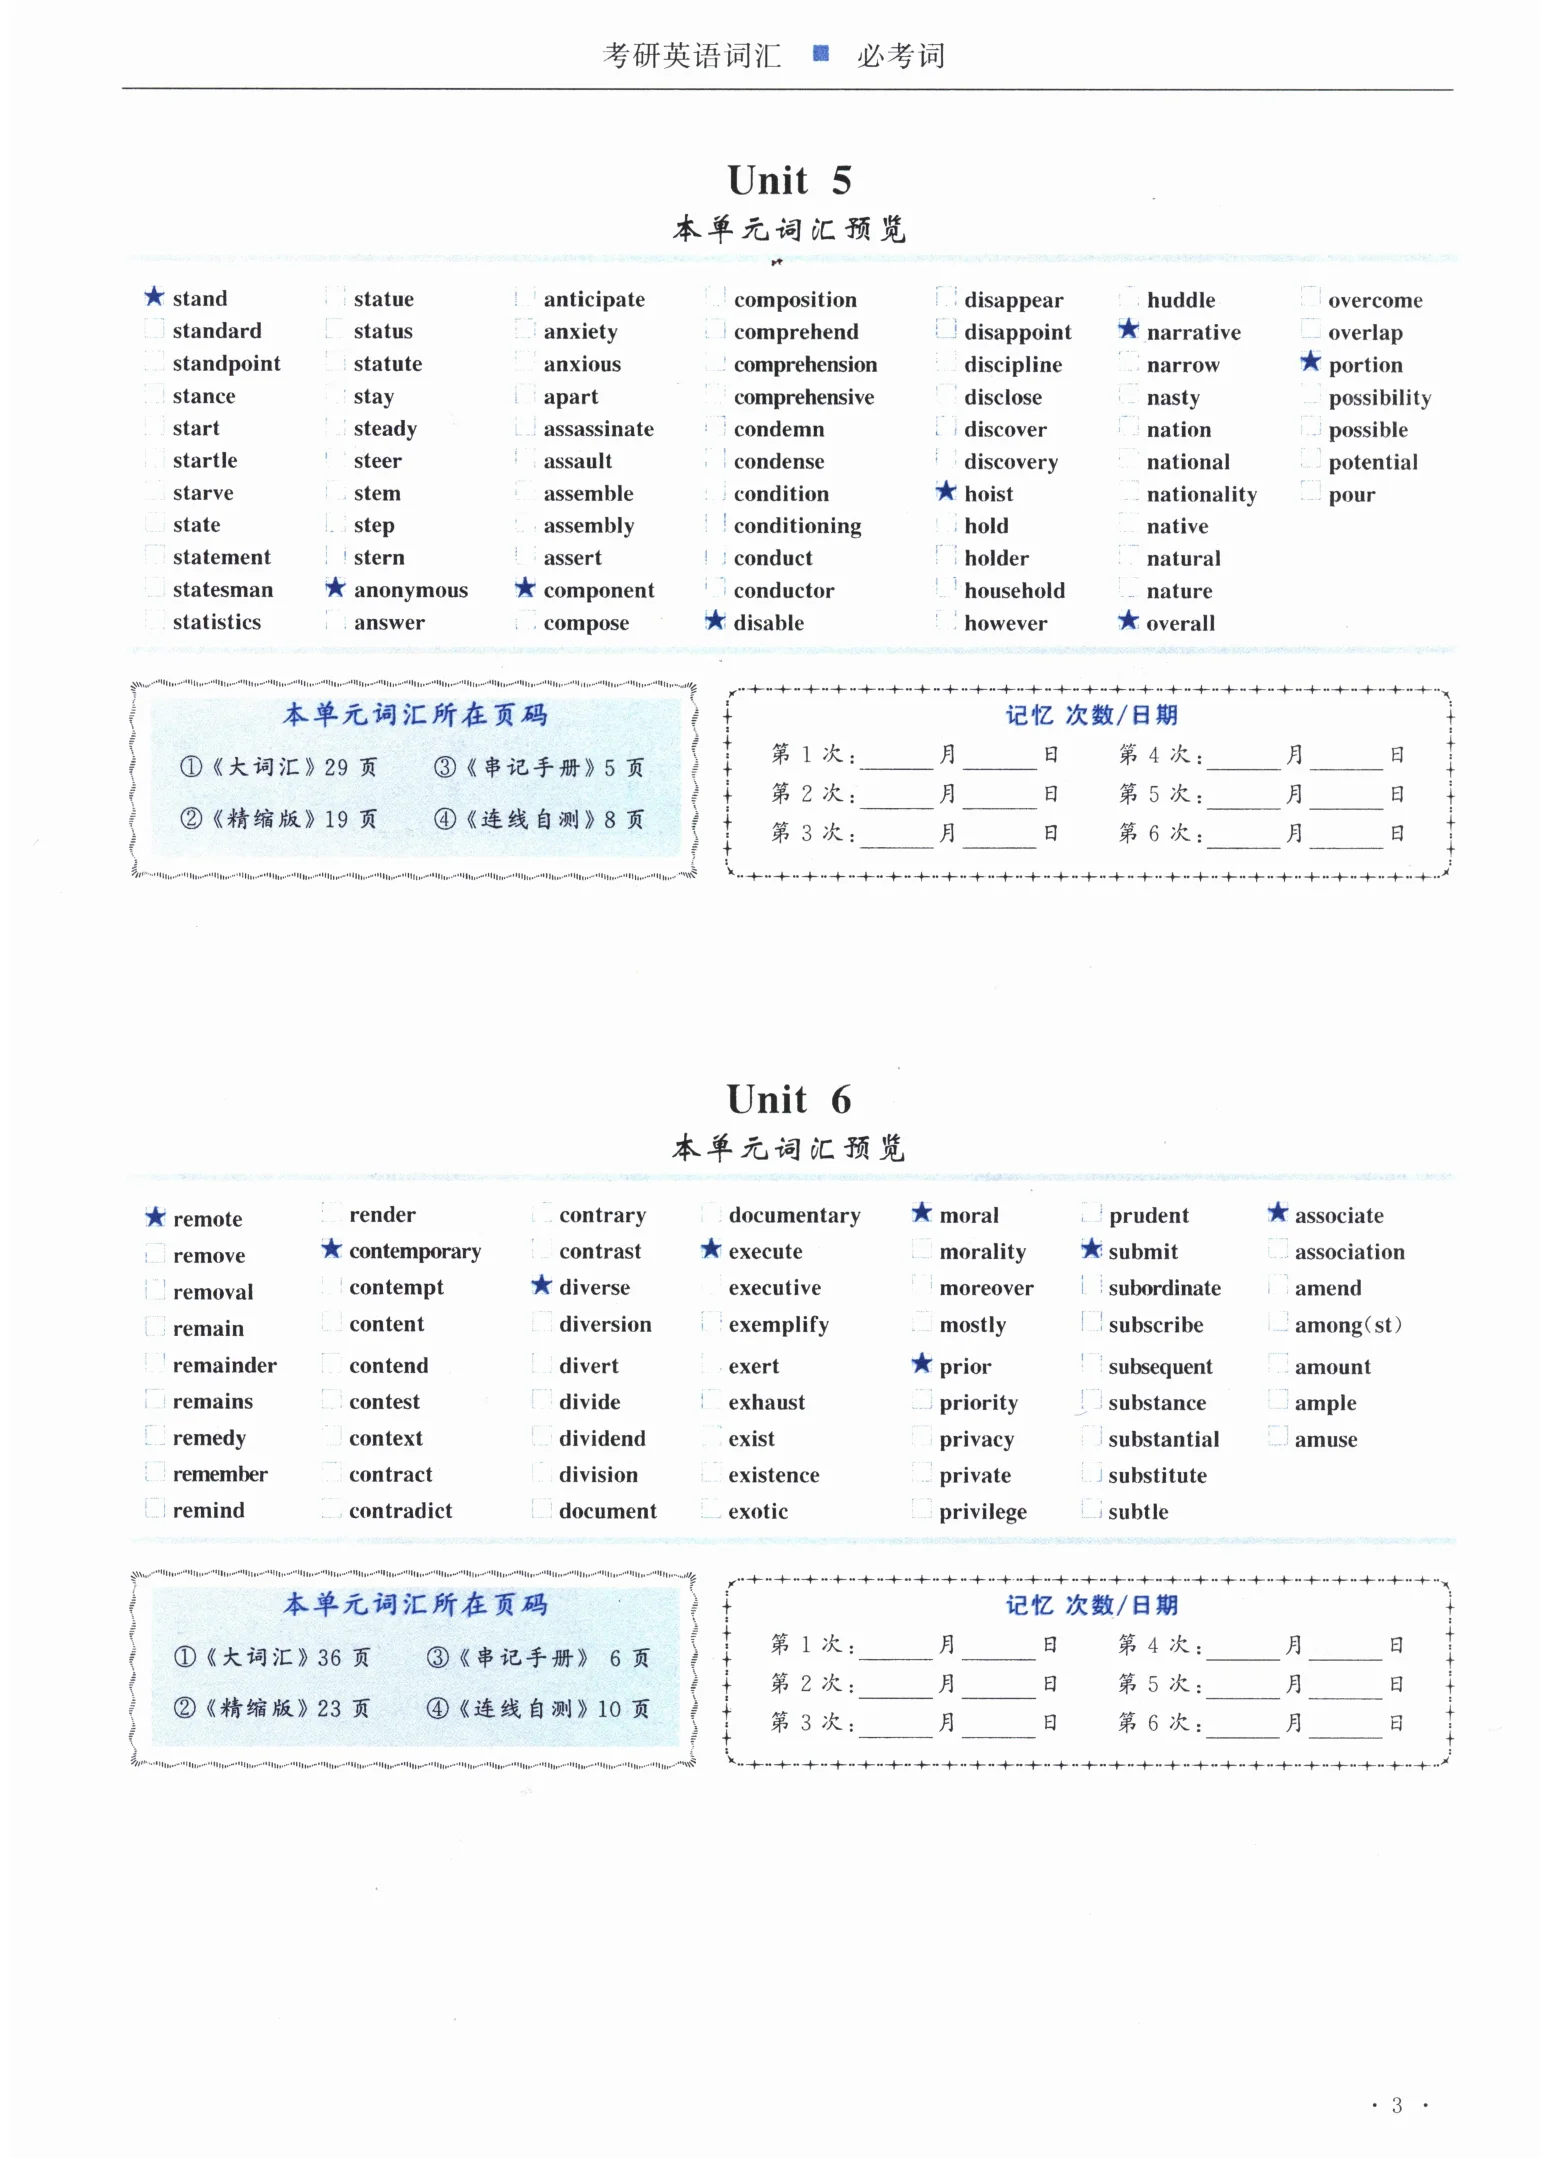 考研英语词汇 ■ 必考词
Unit 5
本单元词汇预览
★ stand statue anticipate composition disappear huddle overcome
standard status anxiety comprehend disappoint ★ narrative overlap
standpoint statute anxious comprehension discipline narrow ★ portion
stance stay apart comprehensive disclose nasty possibility
start steady assassinate condemn discover nation possible
startle steer assault condense discovery national potential
starve stem assemble condition ★ hoist nationality pour
state step assembly conditioning hold native
statement stern assert conduct holder natural
statesman ★ anonymous ★ component conductor household nature
statistics answer compose ★ disable however ★ overall
本单元词汇所在页码
①《大词汇》29 页 ③《串记手册》5 页
②《精缩版》19 页 ④《连线自测》8 页
记忆 次数/日期
第 1 次:______月______日 第 4 次:______月______日
第 2 次:______月______日 第 5 次:______月______日
第 3 次:______月______日 第 6 次:______月______日
Unit 6
本单元词汇预览
★ remote render contrary documentary ★ moral prudent ★ associate
remove ★ contemporary contrast ★ execute morality ★ submit association
removal contempt ★ diverse executive moreover subordinate amend
remain content diversion exemplify mostly subscribe among(st)
remainder contend divert exert ★ prior subsequent amount
remains contest divide exhaust priority substance ample
remedy context dividend exist privacy substantial amuse
remember contract division existence private substitute
remind contradict document exotic privilege subtle
本单元词汇所在页码
①《大词汇》36 页 ③《串记手册》 6 页
②《精缩版》23 页 ④《连线自测》10 页
记忆 次数/日期
第 1 次:______月______日 第 4 次:______月______日
第 2 次:______月______日 第 5 次:______月______日
第 3 次:______月______日 第 6 次:______月______日
· 3 ·